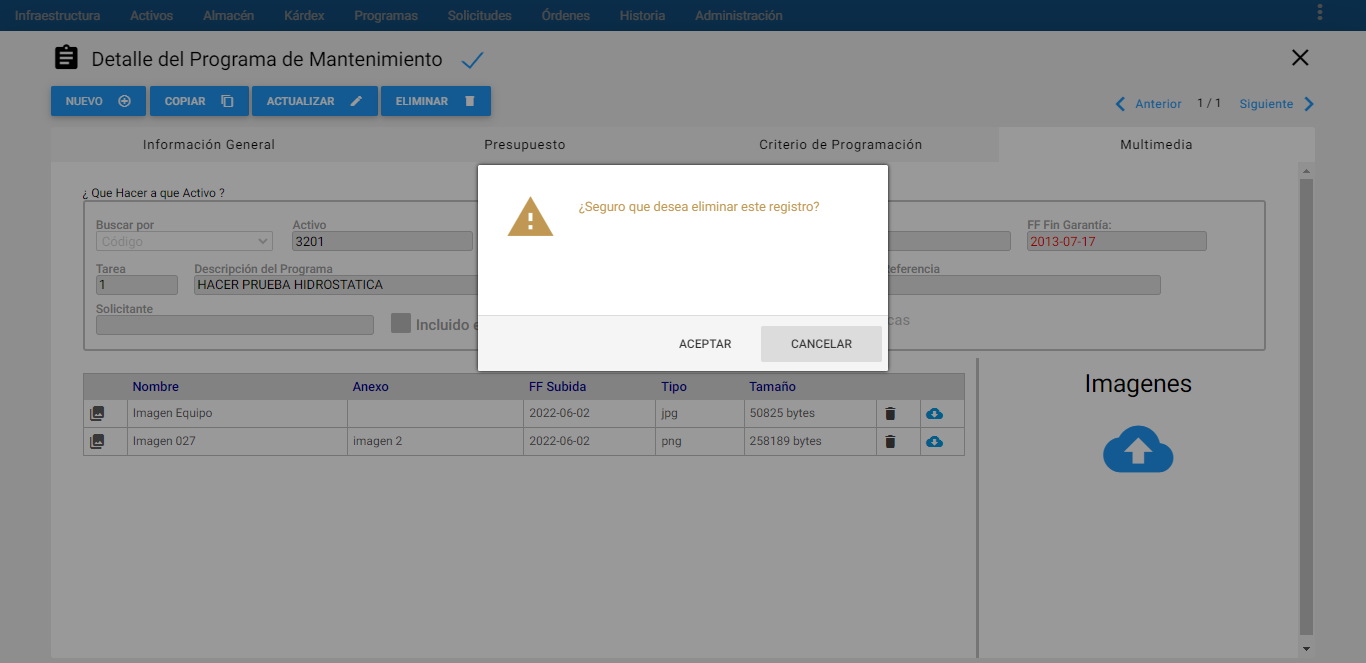 Infraestructura Activos Almacén Kárdex Programas Solicitudes Órdenes Historia Administración
Detalle del Programa de Mantenimiento
NUEVO COPIAR ACTUALIZAR ELIMINAR
Anterior 1 / 1 Siguiente
Información General Presupuesto Criterio de Programación Multimedia
¿ Que Hacer a que Activo ?
¿Seguro que desea eliminar este registro?
Buscar por Activo FF Fin Garantía:
Código 3201 2013-07-17
Tarea Descripción del Programa
1 HACER PRUEBA HIDROSTATICA
Solicitante
Incluido
ACEPTAR CANCELAR
Nombre Anexo FF Subida Tipo Tamaño
Imagen Equipo 2022-06-02 jpg 50825 bytes
Imagen 027 imagen 2 2022-06-02 png 258189 bytes
Imagenes